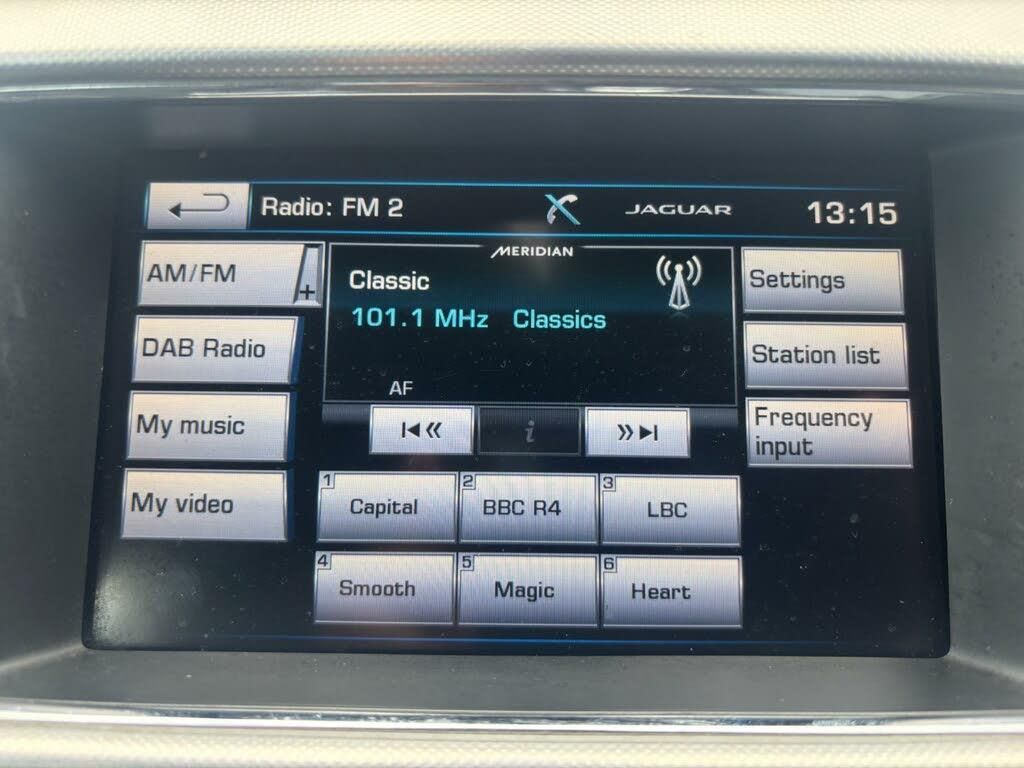 Radio: FM 2
JAGUAR
13:15
AM/FM
+
MERIDIAN
Classic
101.1 MHz Classics
AF
Settings
DAB Radio
Station list
My music
i
Frequency
input
My video
1 Capital
2 BBC R4
3 LBC
4 Smooth
5 Magic
6 Heart